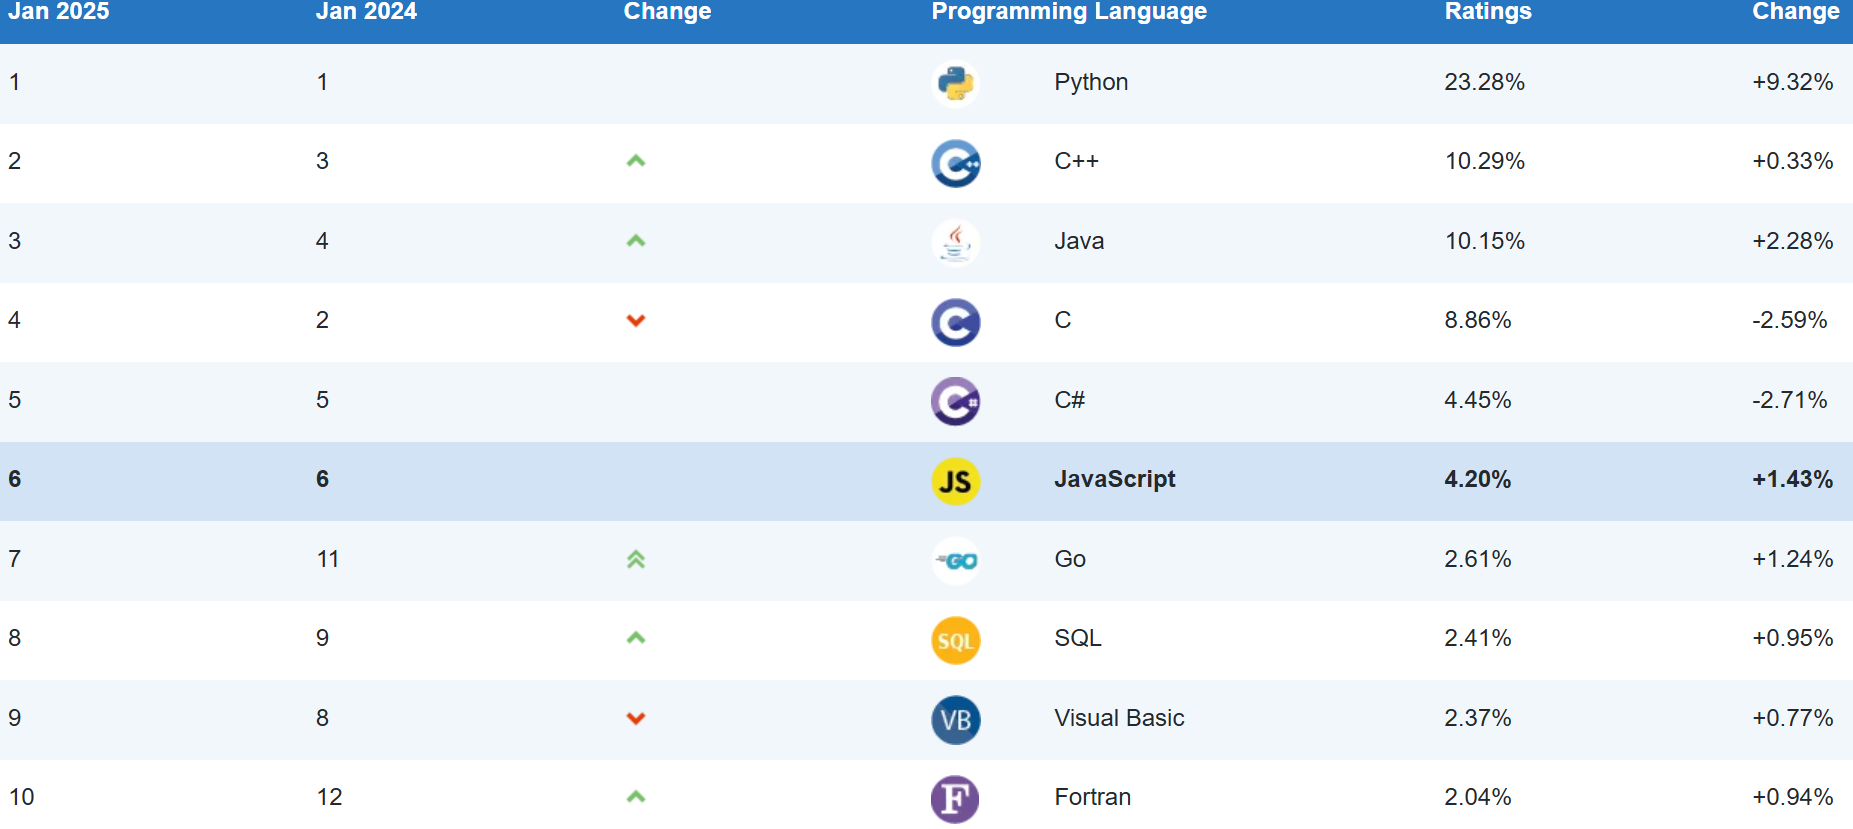 Jan 2025 Jan 2024 Change Programming Language Ratings Change
1 1 Python 23.28% +9.32%
2 3 C++ 10.29% +0.33%
3 4 Java 10.15% +2.28%
4 2 C 8.86% -2.59%
5 5 C# 4.45% -2.71%
6 6 JS JavaScript 4.20% +1.43%
7 11 GO Go 2.61% +1.24%
8 9 SQL SQL 2.41% +0.95%
9 8 VB Visual Basic 2.37% +0.77%
10 12 F Fortran 2.04% +0.94%